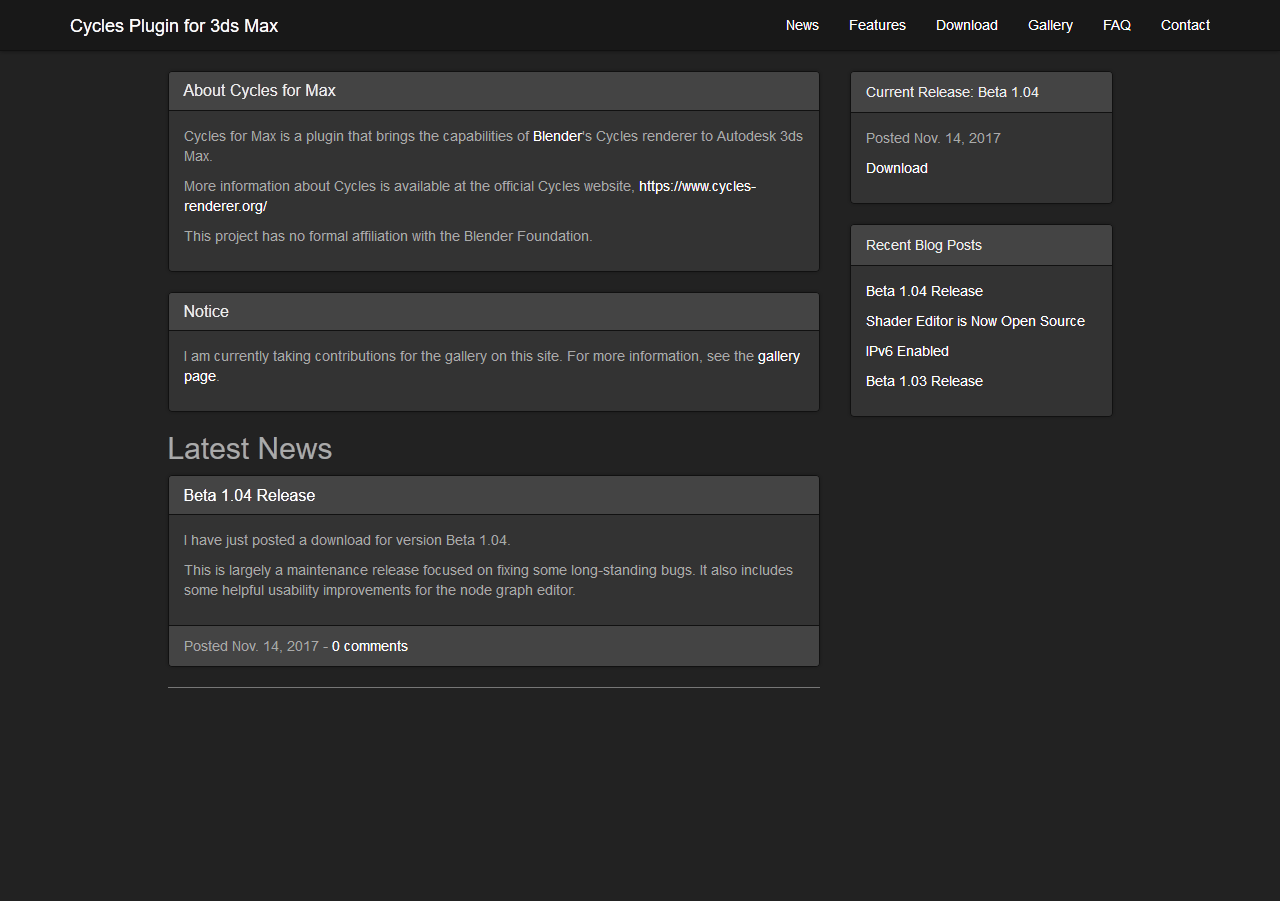 Cycles Plugin for 3ds Max
News Features Download Gallery FAQ Contact
About Cycles for Max
Cycles for Max is a plugin that brings the capabilities of Blender's Cycles renderer to Autodesk 3ds
Max.
More information about Cycles is available at the official Cycles website, https://www.cycles-
renderer.org/
This project has no formal affiliation with the Blender Foundation.
Notice
I am currently taking contributions for the gallery on this site. For more information, see the gallery
page.
Latest News
Beta 1.04 Release
I have just posted a download for version Beta 1.04.
This is largely a maintenance release focused on fixing some long-standing bugs. It also includes
some helpful usability improvements for the node graph editor.
Posted Nov. 14, 2017 - 0 comments
Current Release: Beta 1.04
Posted Nov. 14, 2017
Download
Recent Blog Posts
Beta 1.04 Release
Shader Editor is Now Open Source
IPv6 Enabled
Beta 1.03 Release